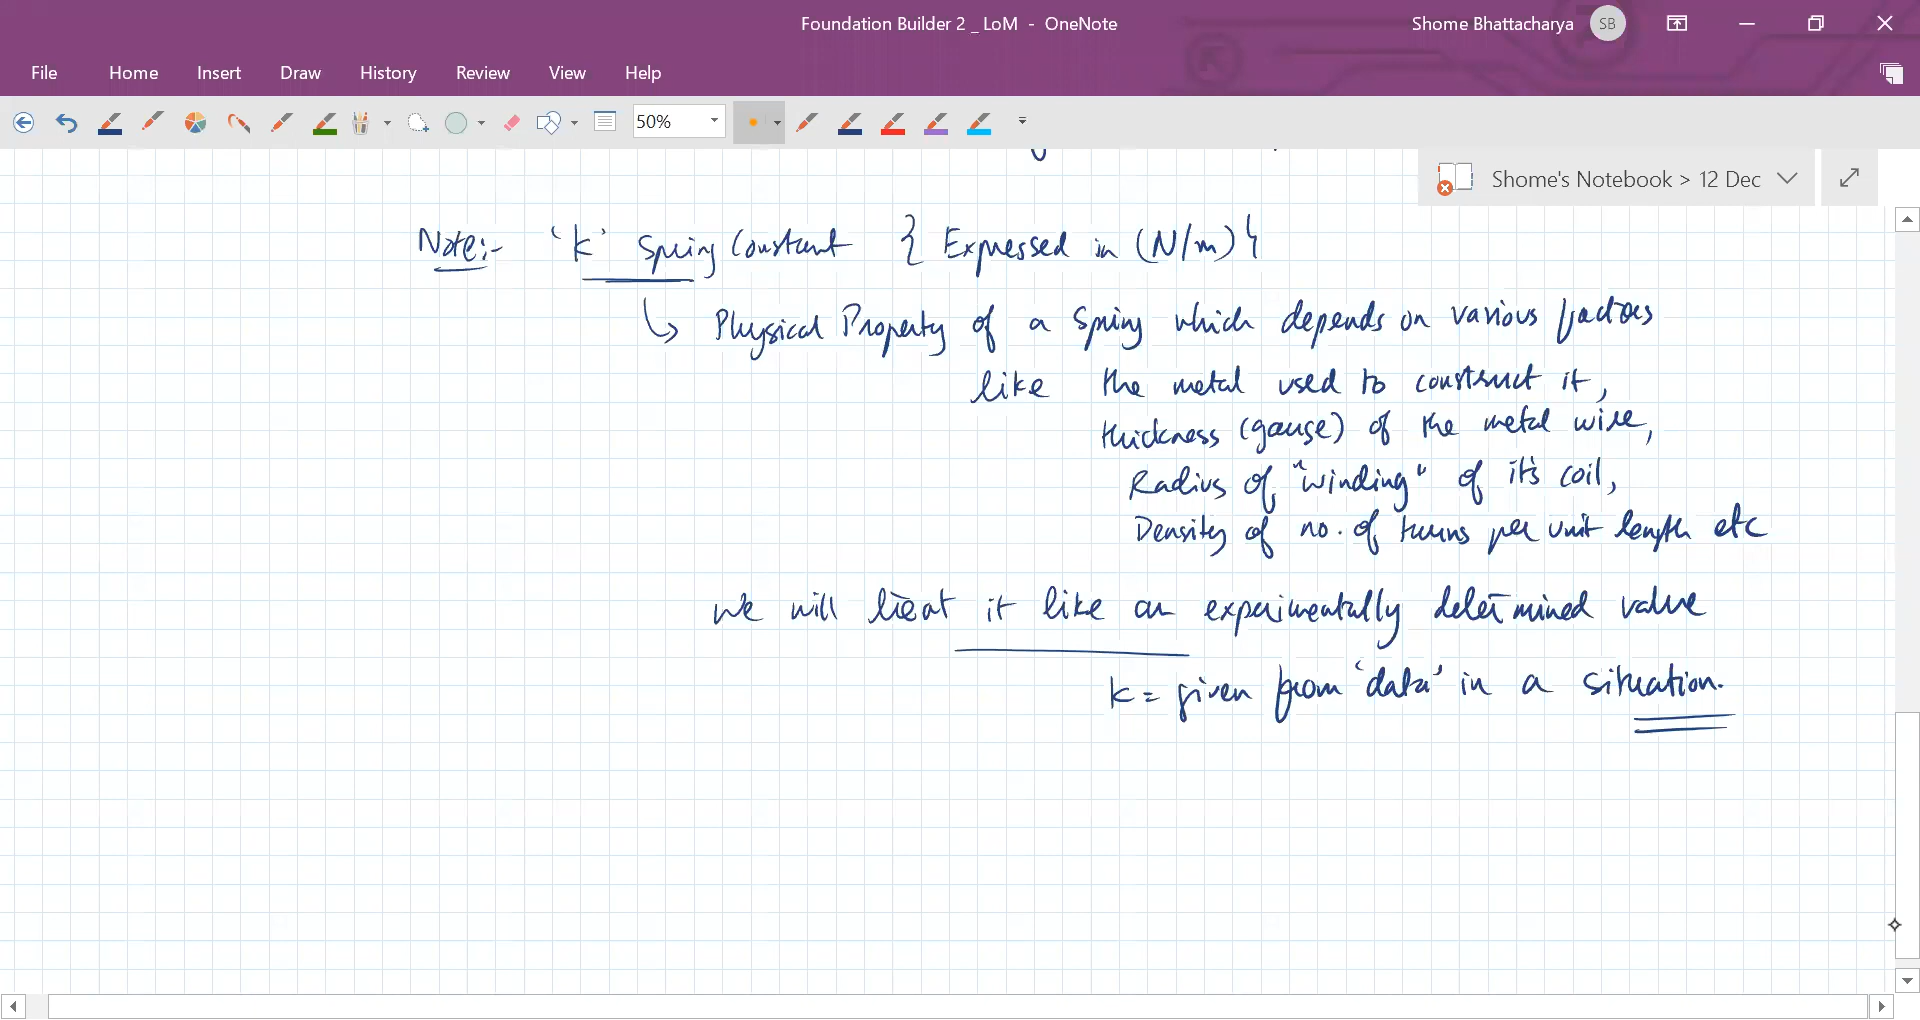 Foundation Builder 2 _ LoM - OneNote
Shome Bhattacharya SB
File Home Insert Draw History Review View Help
50%
Shome's Notebook > 12 Dec
Note:- 'k' Spring Constant { Expressed in (N/m) }
Physical Property of a spring which depends on various factors
like the metal used to construct it,
thickness (gauge) of the metal wire,
Radius of "winding" of it's coil,
Density of no. of turns per unit length etc
We will treat it like an experimentally determined value
k = given from 'data' in a situation.